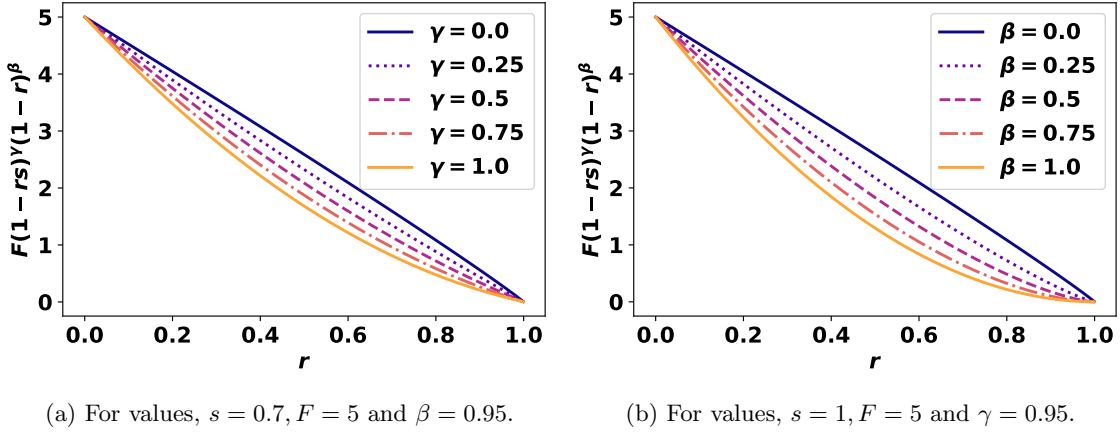 F(1 − rs)^γ(1 − r)^β
5
4
3
2
1
0
0.0 0.2 0.4 0.6 0.8 1.0
r
γ = 0.0
γ = 0.25
γ = 0.5
γ = 0.75
γ = 1.0
(a) For values, s = 0.7, F = 5 and β = 0.95.
F(1 − rs)^γ(1 − r)^β
5
4
3
2
1
0
0.0 0.2 0.4 0.6 0.8 1.0
r
β = 0.0
β = 0.25
β = 0.5
β = 0.75
β = 1.0
(b) For values, s = 1, F = 5 and γ = 0.95.